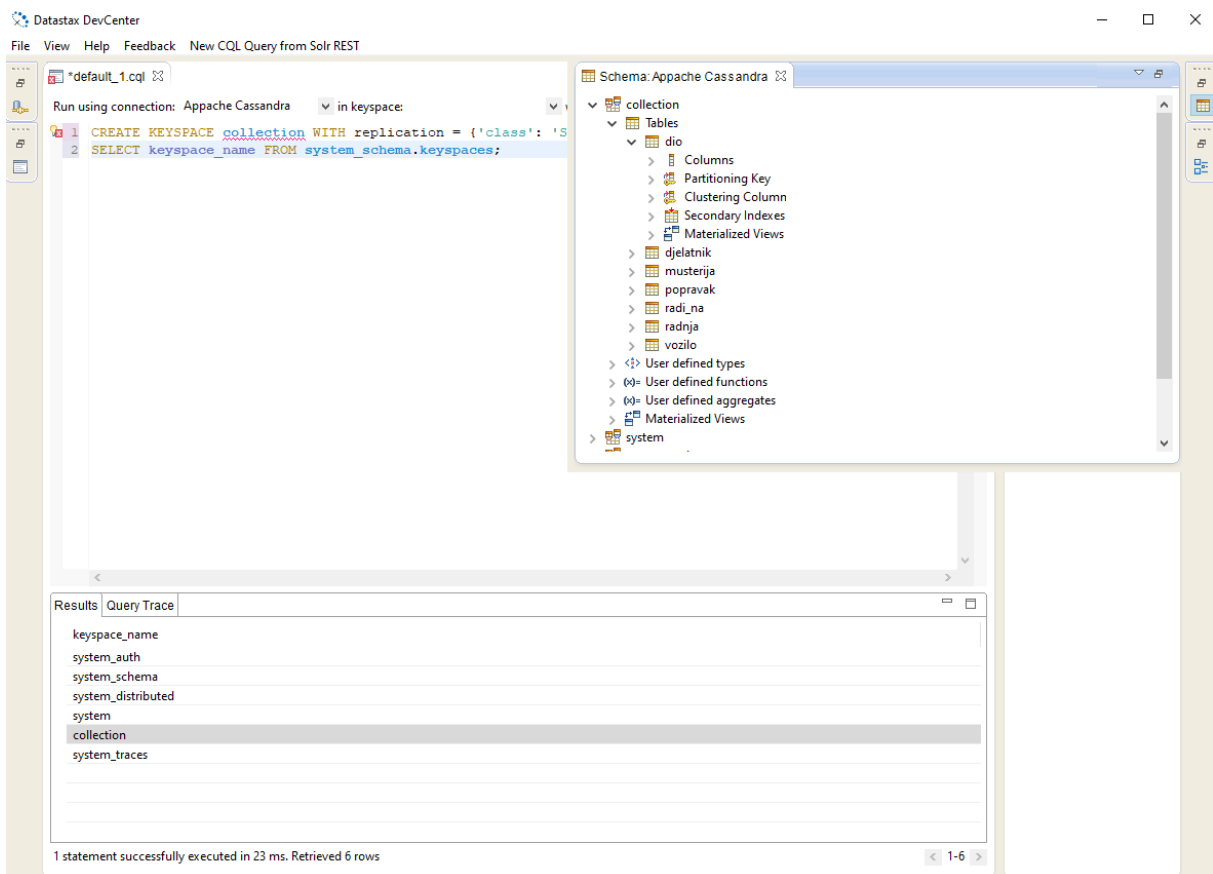 Datastax DevCenter
File View Help Feedback New CQL Query from Solr REST
*default_1.cql
Run using connection: Appache Cassandra in keyspace:
1 CREATE KEYSPACE collection WITH replication = {'class': 'S
2 SELECT keyspace_name FROM system_schema.keyspaces;
Schema: Appache Cassandra
collection
Tables
dio
Columns
Partitioning Key
Clustering Column
Secondary Indexes
Materialized Views
djelatnik
musterija
popravak
radi_na
radnja
vozilo
User defined types
(x)= User defined functions
(x)= User defined aggregates
Materialized Views
system
Results Query Trace
keyspace_name
system_auth
system_schema
system_distributed
system
collection
system_traces
1 statement successfully executed in 23 ms. Retrieved 6 rows
< 1-6 >